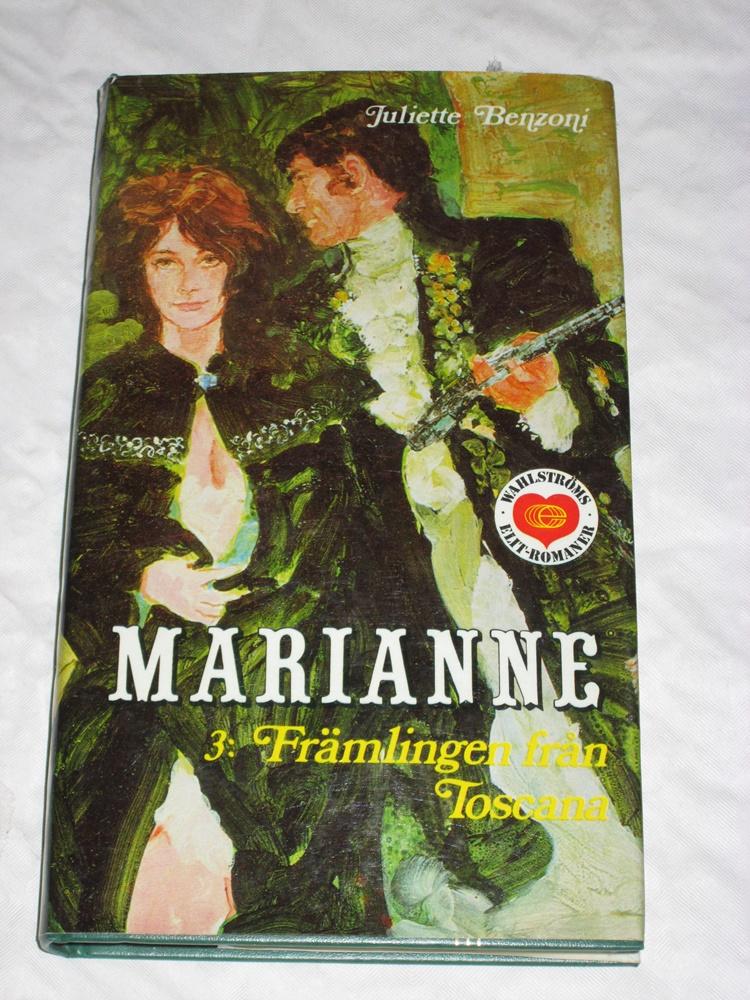 Juliette Benzoni
WAHLSTRÖMS
ELIT-ROMANER
MARIANNE
3: Främlingen från
Toscana